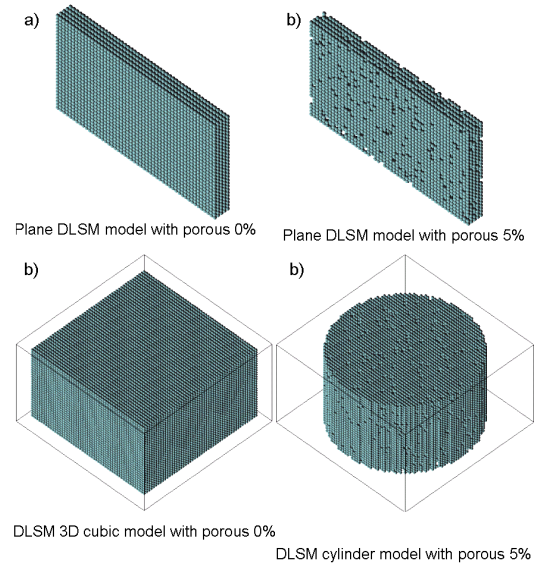 a)
b)
Plane DLSM model with porous 0%
Plane DLSM model with porous 5%
b)
b)
DLSM 3D cubic model with porous 0%
DLSM cylinder model with porous 5%